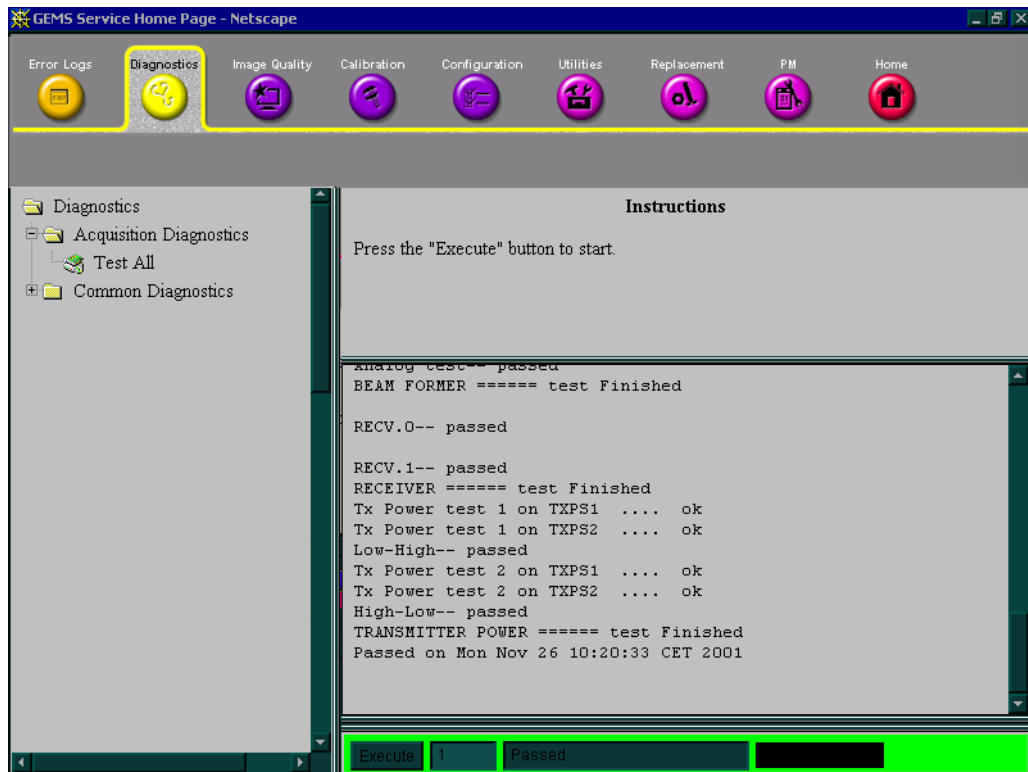 GEMS Service Home Page - Netscape
Error Logs Diagnostics Image Quality Calibration Configuration Utilities Replacement PM Home
Diagnostics
Acquisition Diagnostics
Test All
Common Diagnostics
Instructions
Press the "Execute" button to start.
Analog test-- passed
BEAM FORMER ====== test Finished
RECV.0-- passed
RECV.1-- passed
RECEIVER ====== test Finished
Tx Power test 1 on TXPS1 .... ok
Tx Power test 1 on TXPS2 .... ok
Low-High-- passed
Tx Power test 2 on TXPS1 .... ok
Tx Power test 2 on TXPS2 .... ok
High-Low-- passed
TRANSMITTER POWER ====== test Finished
Passed on Mon Nov 26 10:20:33 CET 2001
Execute 1 Passed